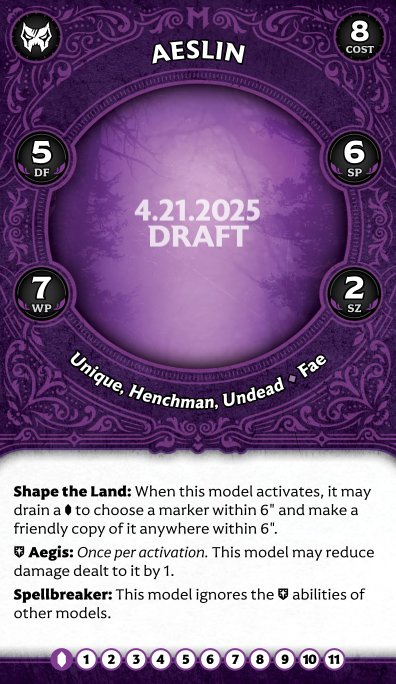 AESLIN
8
COST
5
DF
6
SP
4.21.2025
DRAFT
7
WP
2
SZ
Unique, Henchman, Undead ♦ Fae
Shape the Land: When this model activates, it may
drain a to choose a marker within 6" and make a
friendly copy of it anywhere within 6".
Aegis: Once per activation. This model may reduce
damage dealt to it by 1.
Spellbreaker: This model ignores the abilities of
other models.
1 2 3 4 5 6 7 8 9 10 11